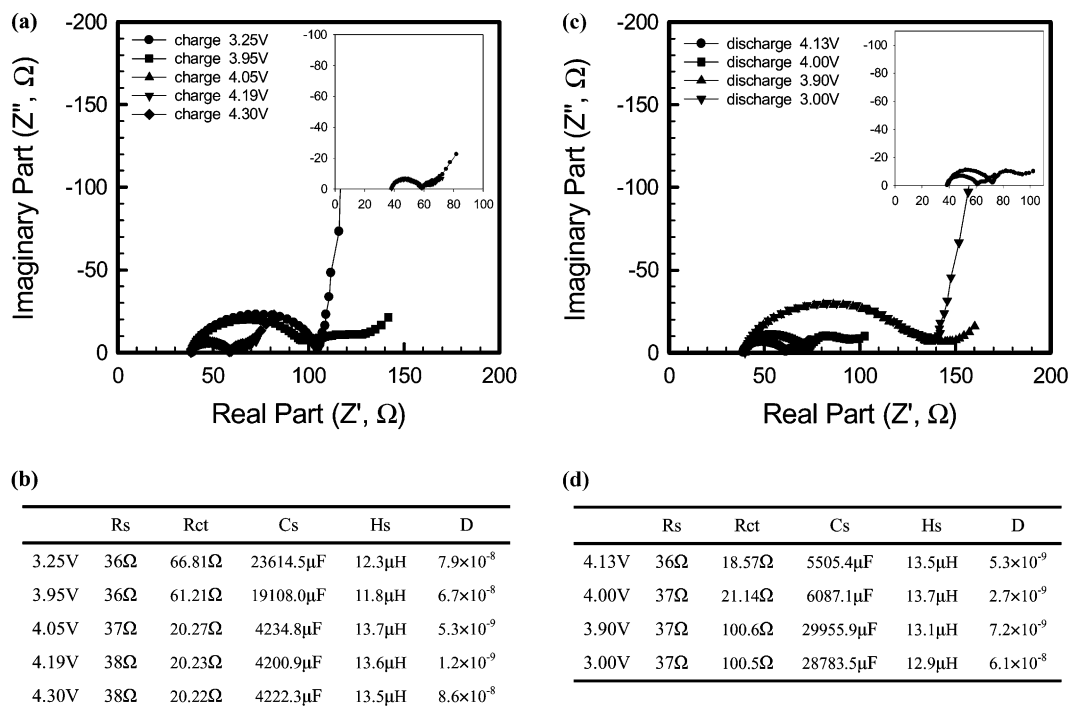 (a)
-200
-150
-100
-50
0
0 50 100 150 200
Imaginary Part (Z", Ω)
Real Part (Z', Ω)
charge 3.25V
charge 3.95V
charge 4.05V
charge 4.19V
charge 4.30V
-100
-80
-60
-40
-20
0
0 20 40 60 80 100
(c)
-200
-150
-100
-50
0
0 50 100 150 200
Imaginary Part (Z", Ω)
Real Part (Z', Ω)
discharge 4.13V
discharge 4.00V
discharge 3.90V
discharge 3.00V
-100
-80
-60
-40
-20
0
0 20 40 60 80 100
(b)
Rs Rct Cs Hs D
3.25V 36Ω 66.81Ω 23614.5μF 12.3μH 7.9×10⁻⁸
3.95V 36Ω 61.21Ω 19108.0μF 11.8μH 6.7×10⁻⁸
4.05V 37Ω 20.27Ω 4234.8μF 13.7μH 5.3×10⁻⁹
4.19V 38Ω 20.23Ω 4200.9μF 13.6μH 1.2×10⁻⁹
4.30V 38Ω 20.22Ω 4222.3μF 13.5μH 8.6×10⁻⁸
(d)
Rs Rct Cs Hs D
4.13V 36Ω 18.57Ω 5505.4μF 13.5μH 5.3×10⁻⁹
4.00V 37Ω 21.14Ω 6087.1μF 13.7μH 2.7×10⁻⁹
3.90V 37Ω 100.6Ω 29955.9μF 13.1μH 7.2×10⁻⁹
3.00V 37Ω 100.5Ω 28783.5μF 12.9μH 6.1×10⁻⁸